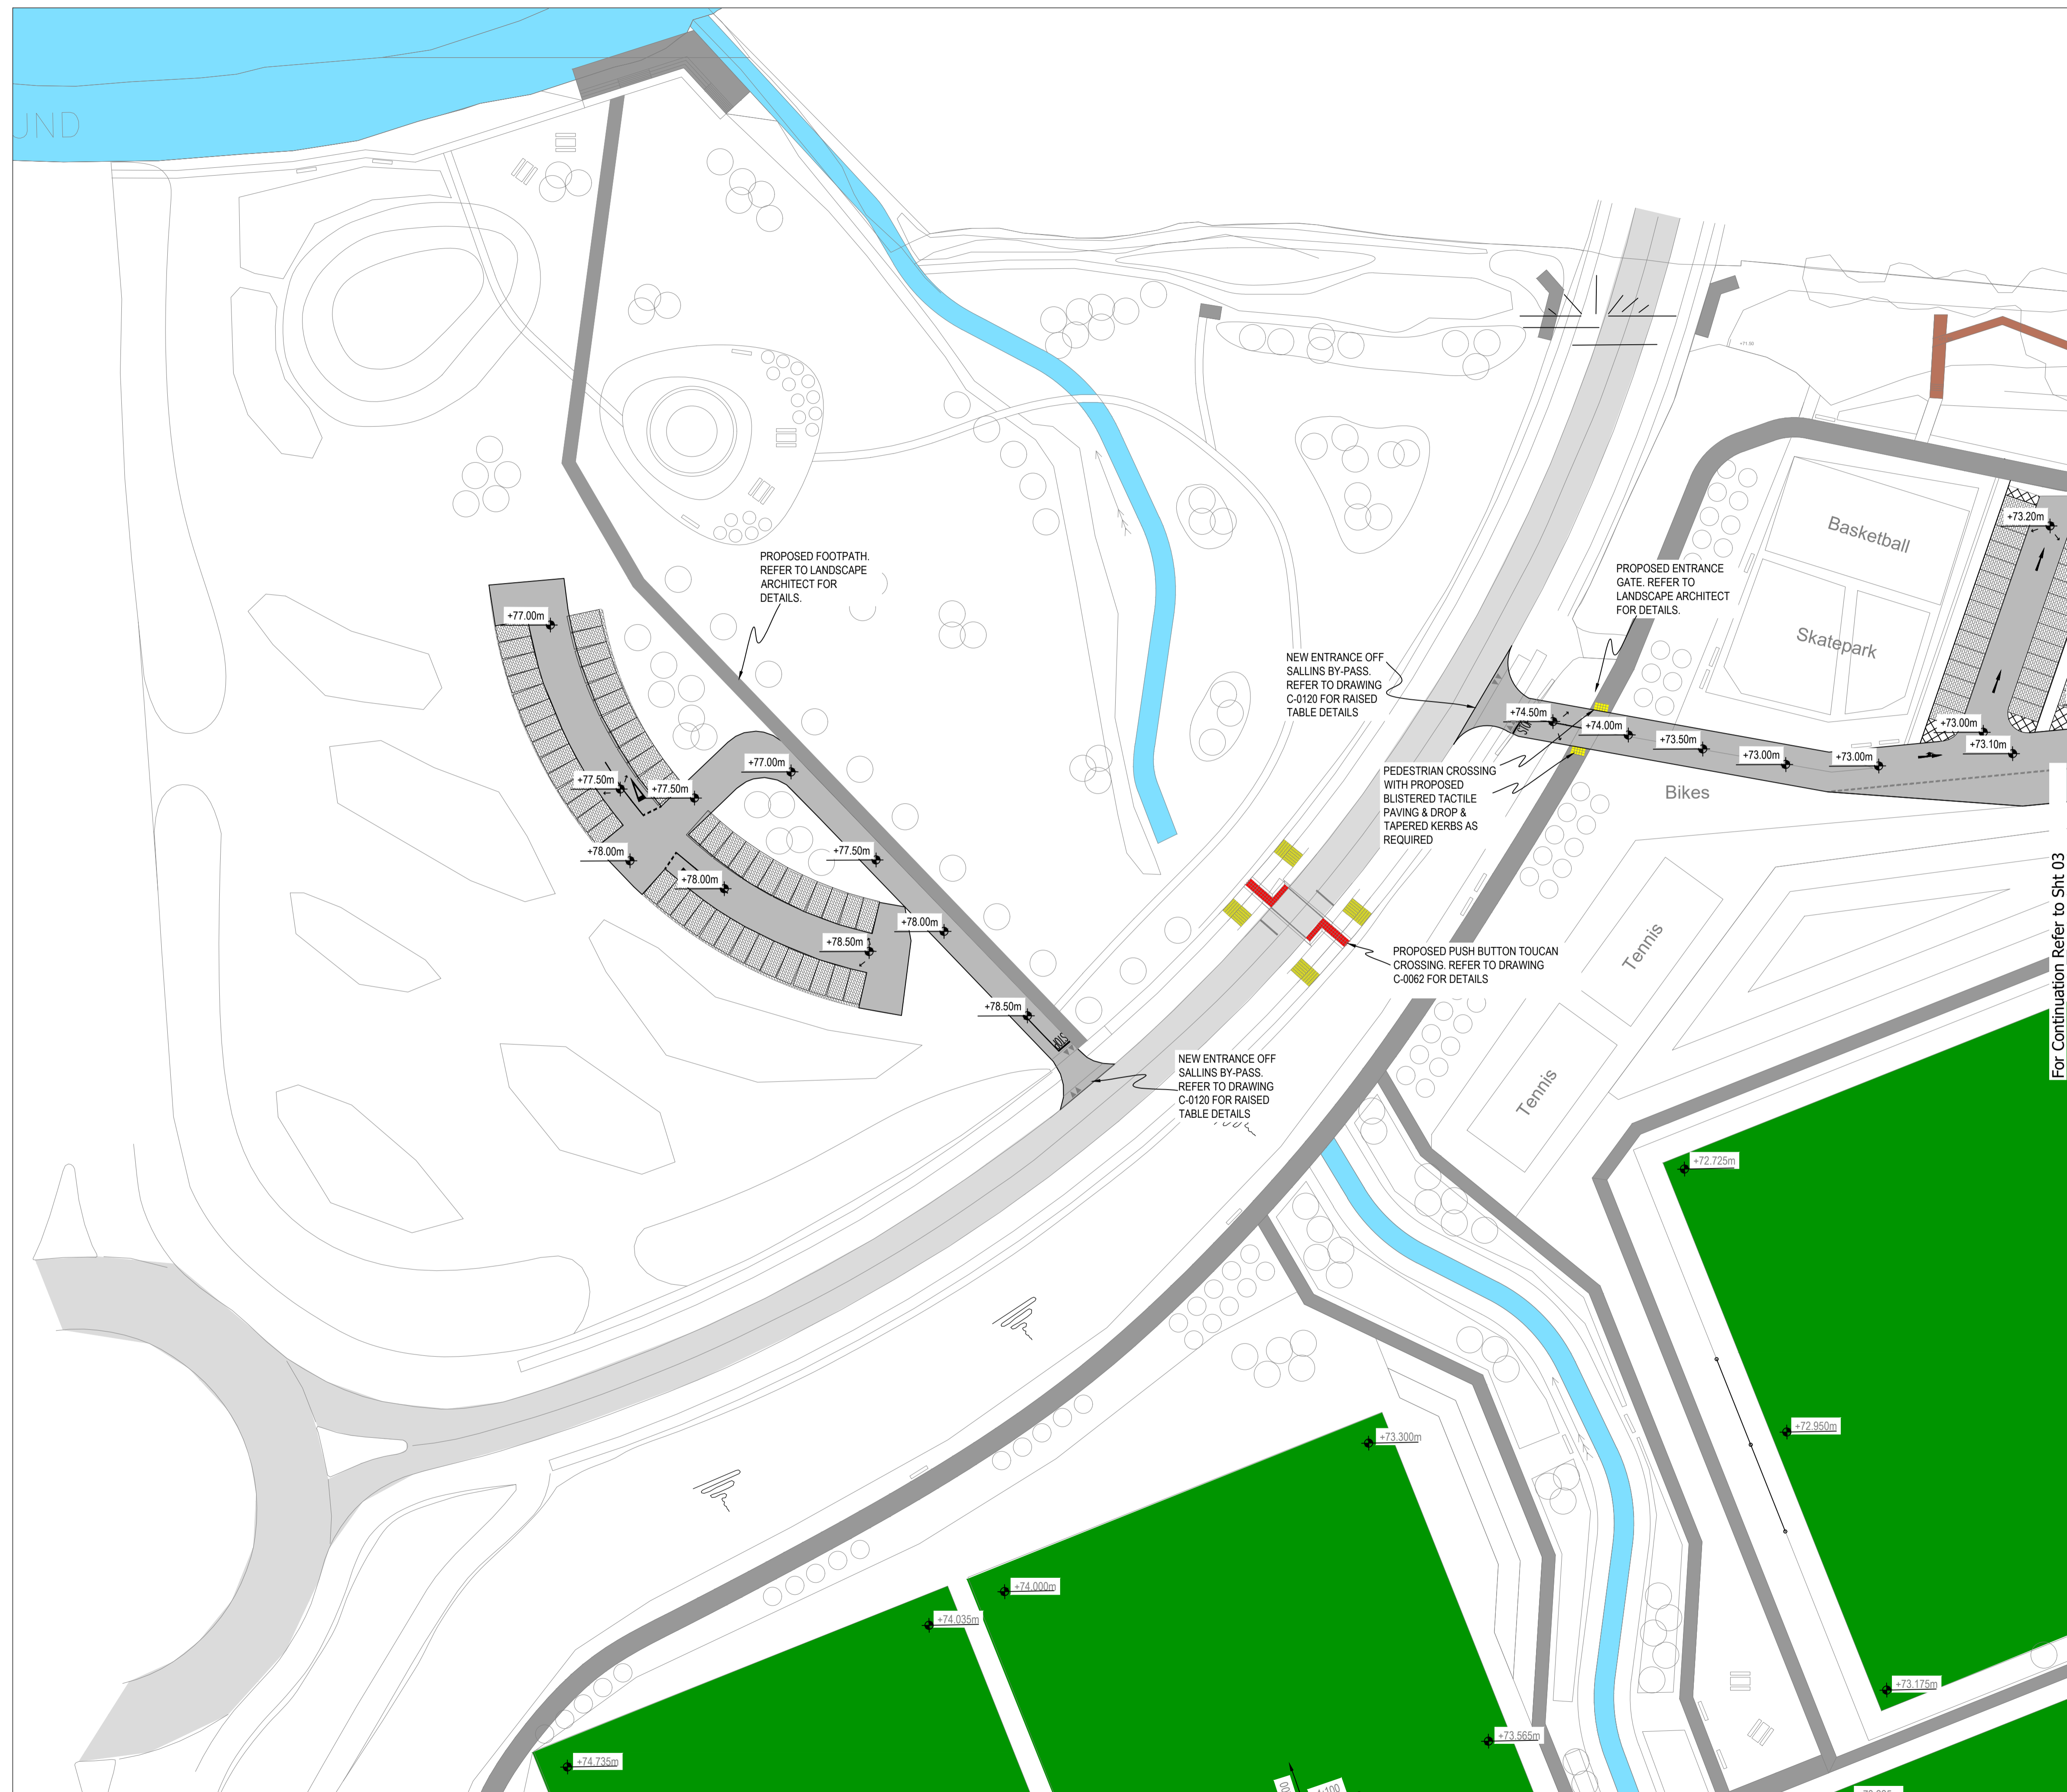 UND
+71.50
+73.20m
Basketball
PROPOSED FOOTPATH.
REFER TO LANDSCAPE
ARCHITECT FOR
DETAILS.
PROPOSED ENTRANCE
GATE. REFER TO
LANDSCAPE ARCHITECT
FOR DETAILS.
Skatepark
+77.00m
NEW ENTRANCE OFF
SALLINS BY-PASS.
REFER TO DRAWING
C-0120 FOR RAISED
TABLE DETAILS
+74.50m
+74.00m
+73.50m
+73.00m
+73.00m
+73.00m
+73.10m
PEDESTRIAN CROSSING
WITH PROPOSED
BLISTERED TACTILE
PAVING & DROP &
TAPERED KERBS AS
REQUIRED
Bikes
+77.00m
+77.50m
+77.50m
+77.50m
+78.00m
+78.00m
+78.00m
+78.50m
+78.50m
STOP
For Continuation Refer to Sht 03
Tennis
PROPOSED PUSH BUTTON TOUCAN
CROSSING. REFER TO DRAWING
C-0062 FOR DETAILS
NEW ENTRANCE OFF
SALLINS BY-PASS.
REFER TO DRAWING
C-0120 FOR RAISED
TABLE DETAILS
Tennis
+72.725m
+72.950m
+73.300m
+74.000m
+74.035m
+73.175m
+73.565m
+74.735m
1:100